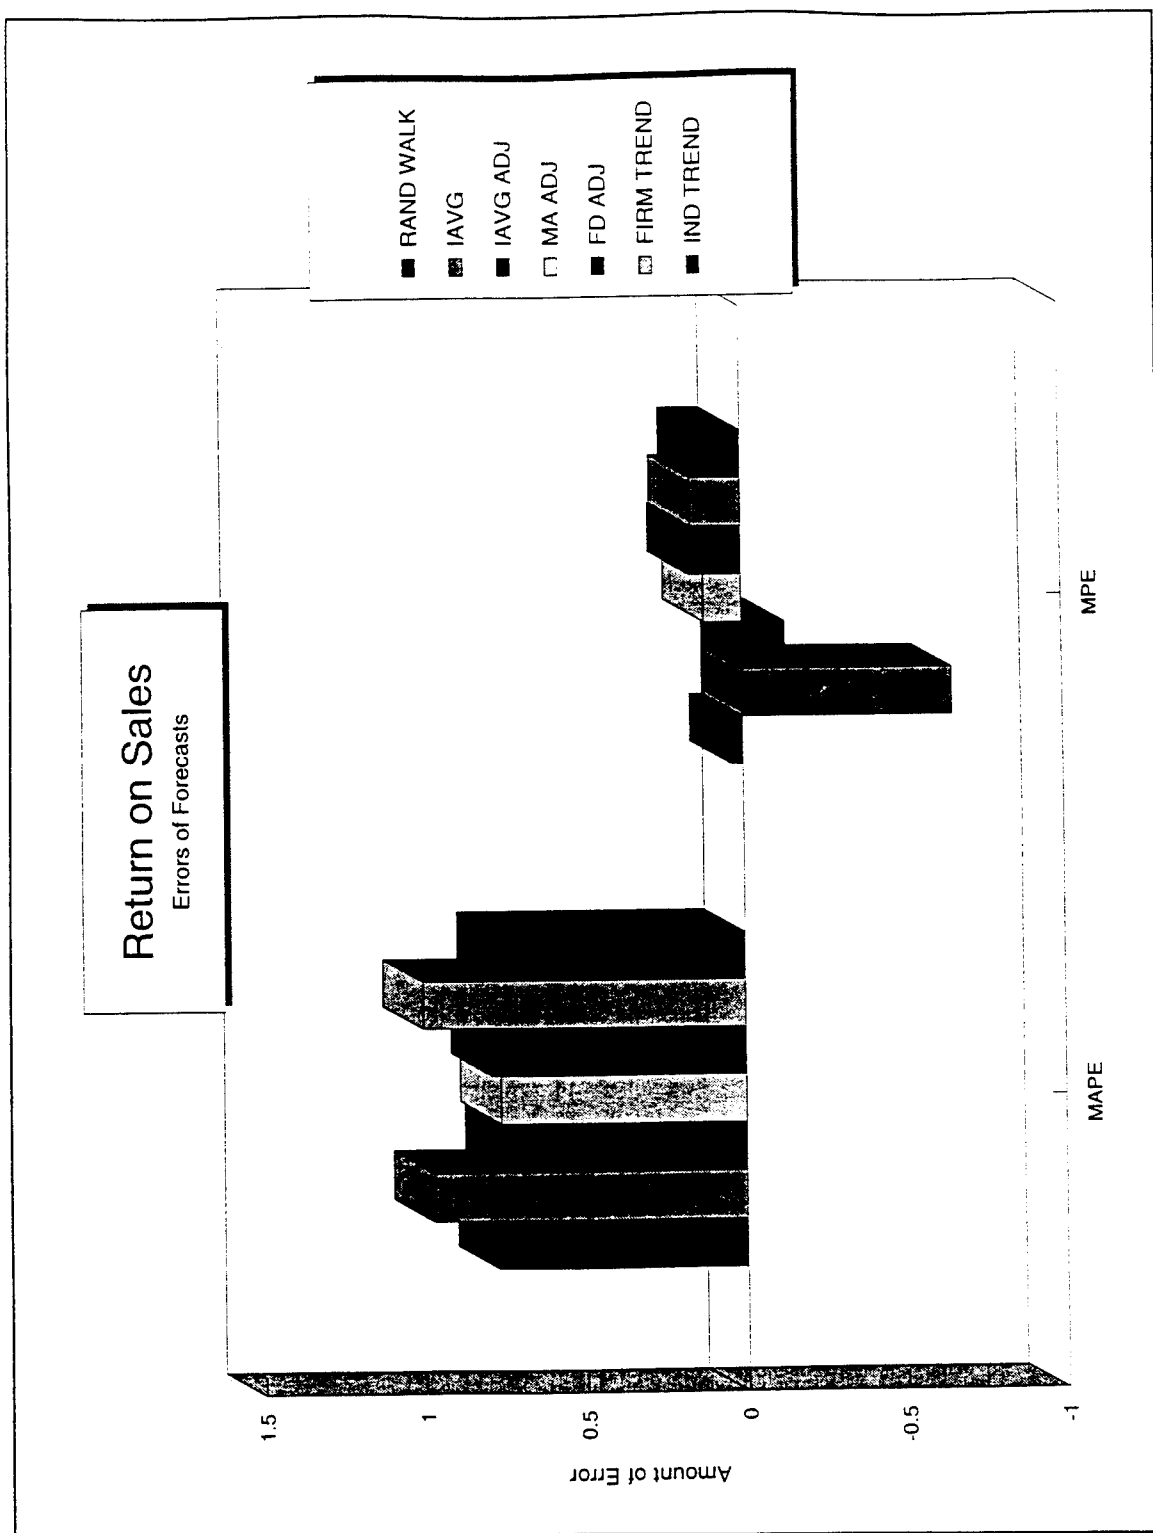 Return on Sales
Errors of Forecasts
RAND WALK
IAVG
IAVG ADJ
MA ADJ
FD ADJ
FIRM TREND
IND TREND
Amount of Error
1.5
1
0.5
0
-0.5
-1
MAPE
MPE